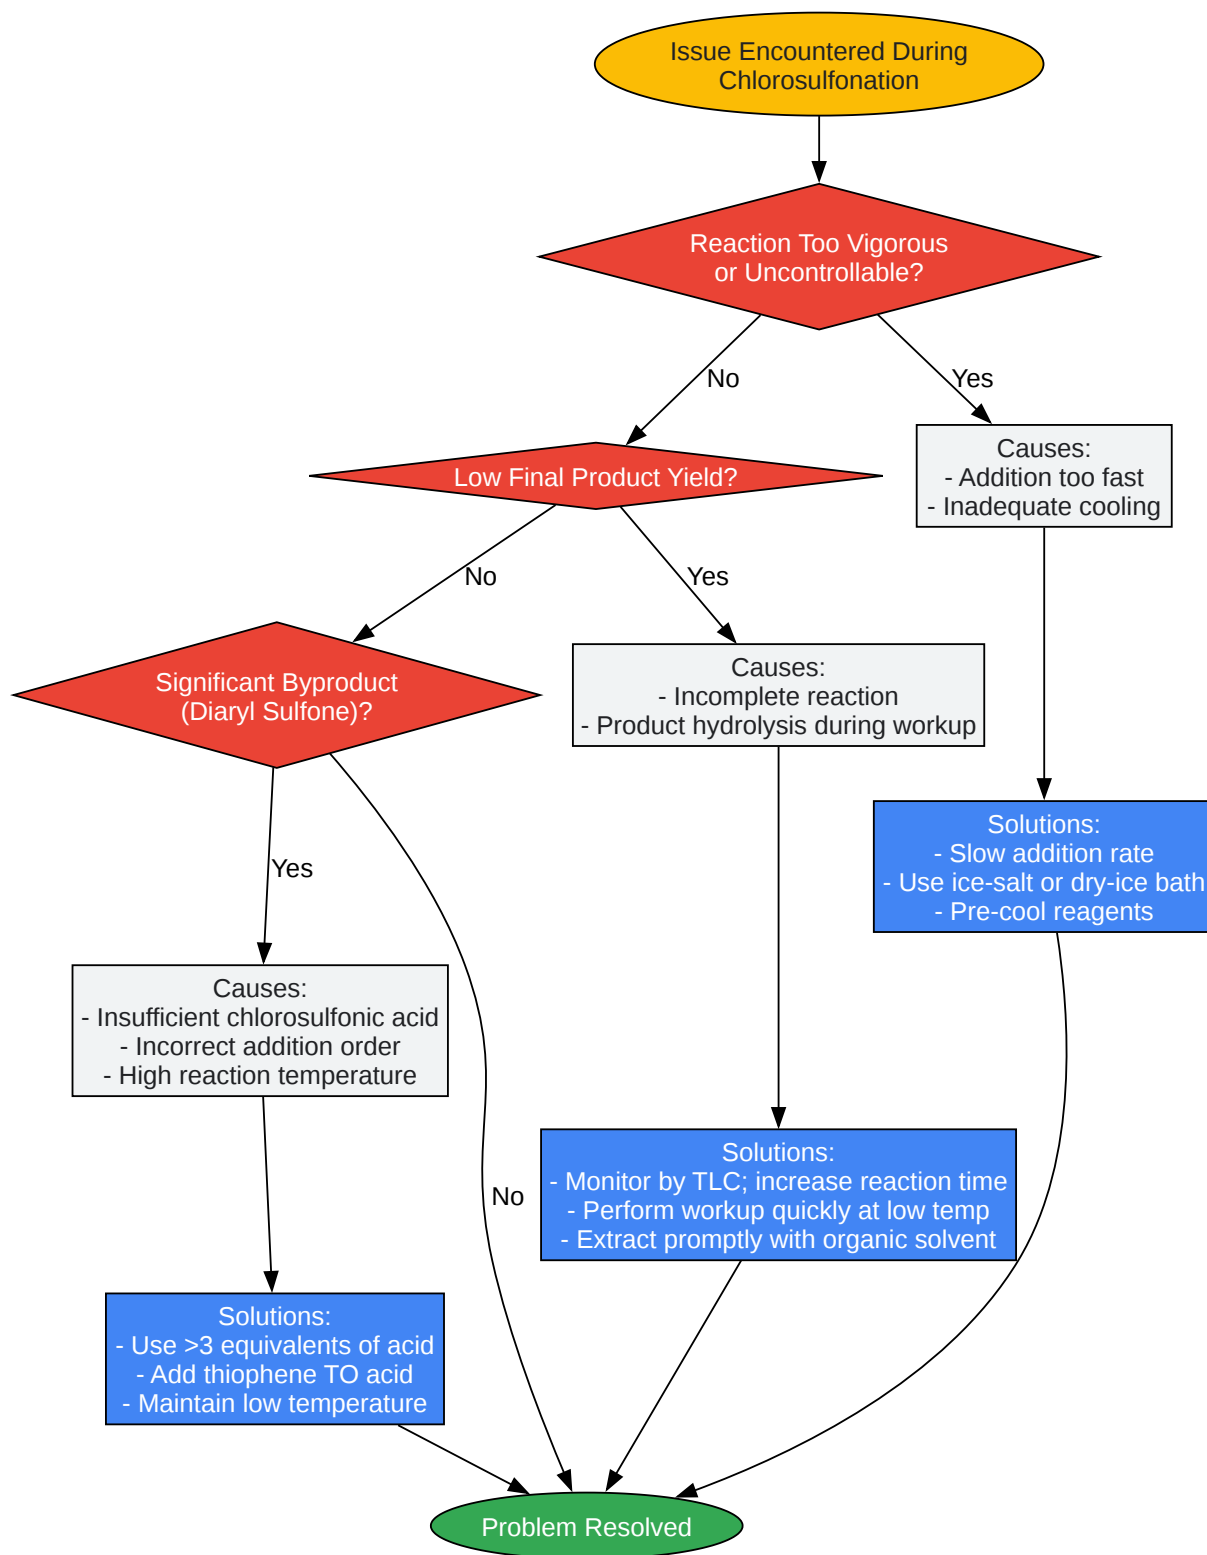 Issue Encountered During
Chlorosulfonation
Reaction Too Vigorous
or Uncontrollable?
No
Yes
Low Final Product Yield?
Causes:
- Addition too fast
- Inadequate cooling
No
Yes
Significant Byproduct
(Diaryl Sulfone)?
Causes:
- Incomplete reaction
- Product hydrolysis during workup
Solutions:
- Slow addition rate
- Use ice-salt or dry-ice bath
- Pre-cool reagents
Yes
Causes:
- Insufficient chlorosulfonic acid
- Incorrect addition order
- High reaction temperature
No
Solutions:
- Monitor by TLC; increase reaction time
- Perform workup quickly at low temp
- Extract promptly with organic solvent
Solutions:
- Use >3 equivalents of acid
- Add thiophene TO acid
- Maintain low temperature
Problem Resolved